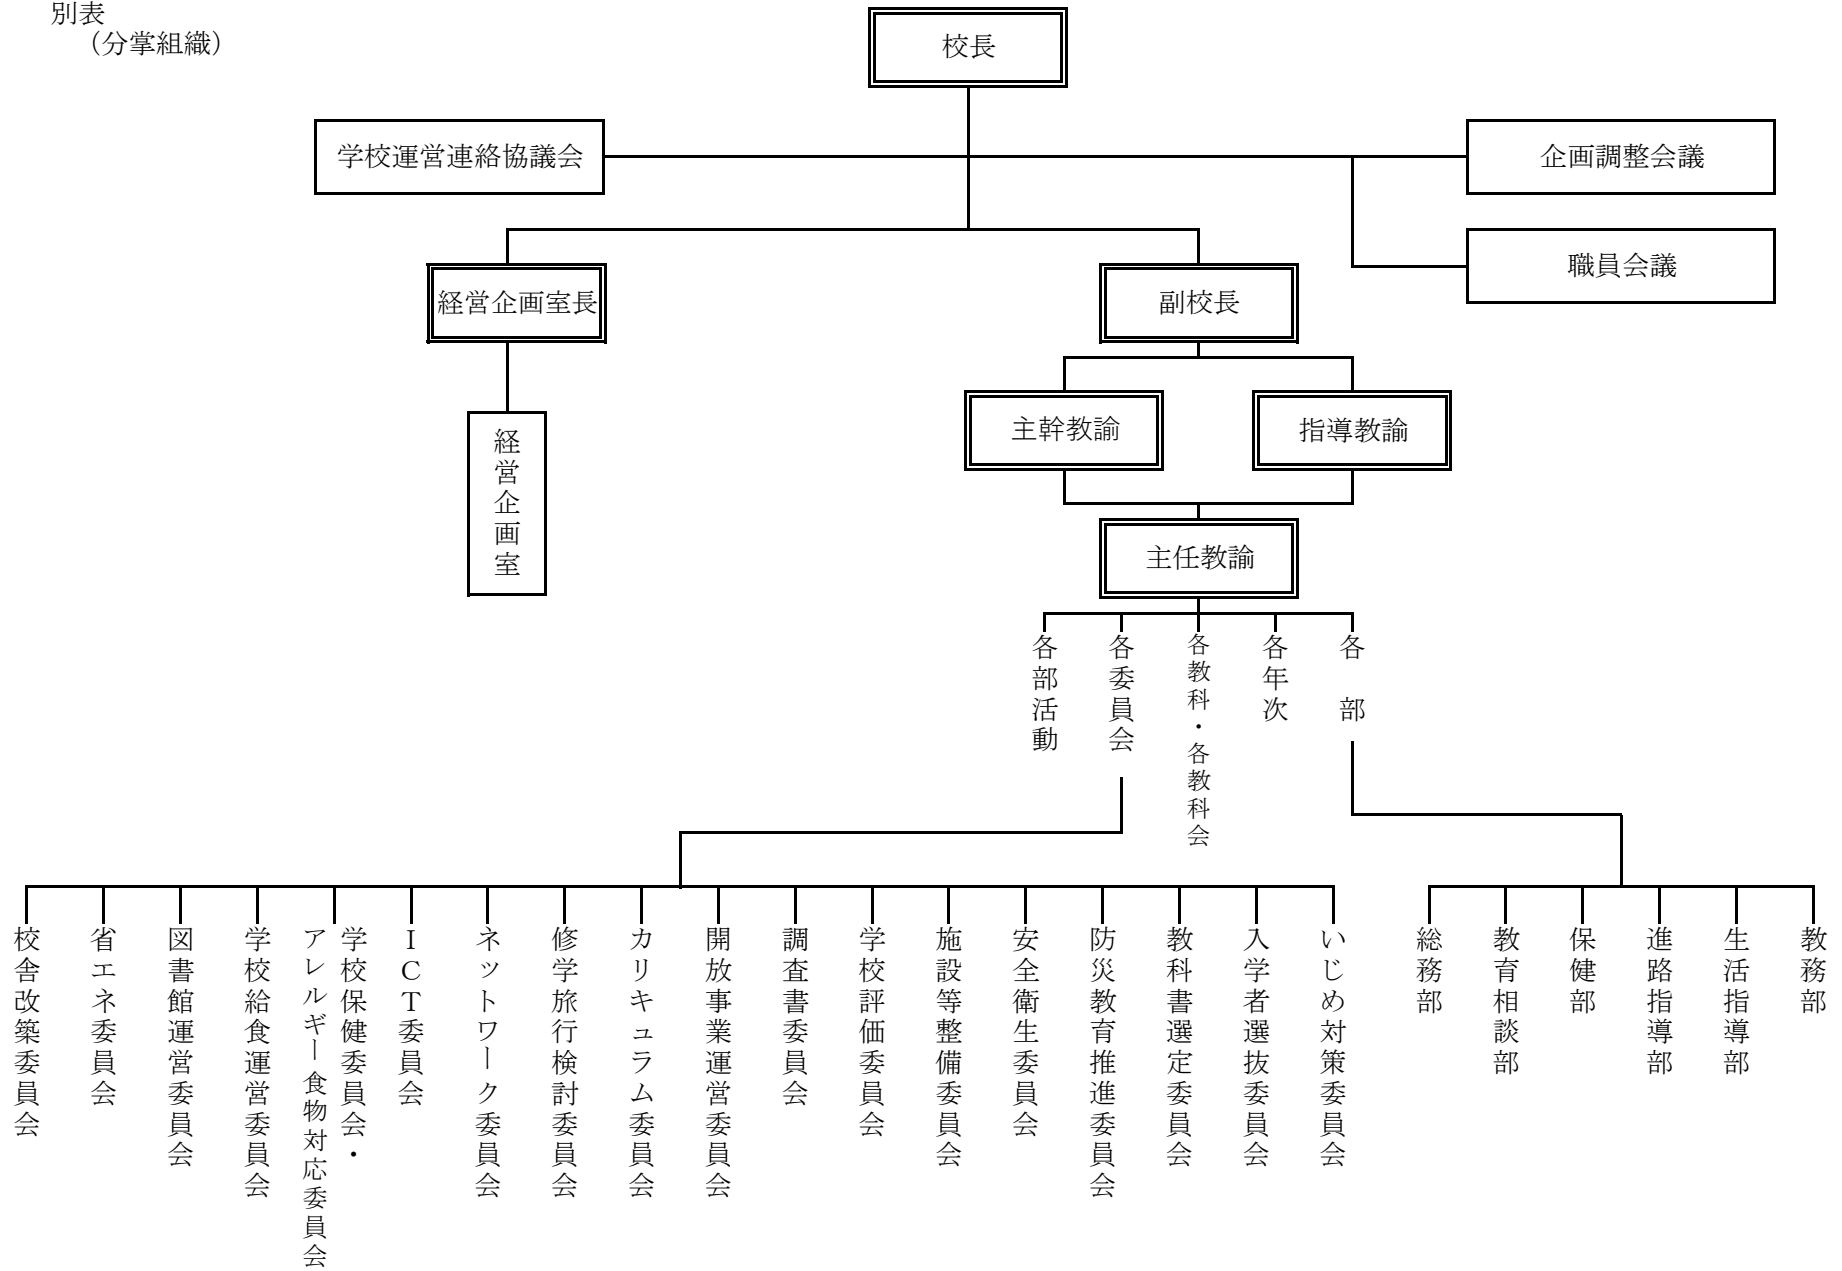 別表
（分掌組織）
校長
学校運営連絡協議会
企画調整会議
職員会議
経営企画室長
副校長
主幹教諭
指導教諭
経営企画室
主任教諭
各部活動
各委員会
各教科・各教科会
各年次
各　部
校舎改築委員会
省エネ委員会
図書館運営委員会
学校給食運営委員会
学校保健委員会・
アレルギー食物対応委員会
ICT委員会
ネットワーク委員会
修学旅行検討委員会
カリキュラム委員会
開放事業運営委員会
調査書委員会
学校評価委員会
施設等整備委員会
安全衛生委員会
防災教育推進委員会
教科書選定委員会
入学者選抜委員会
いじめ対策委員会
総務部
教育相談部
保健部
進路指導部
生活指導部
教務部